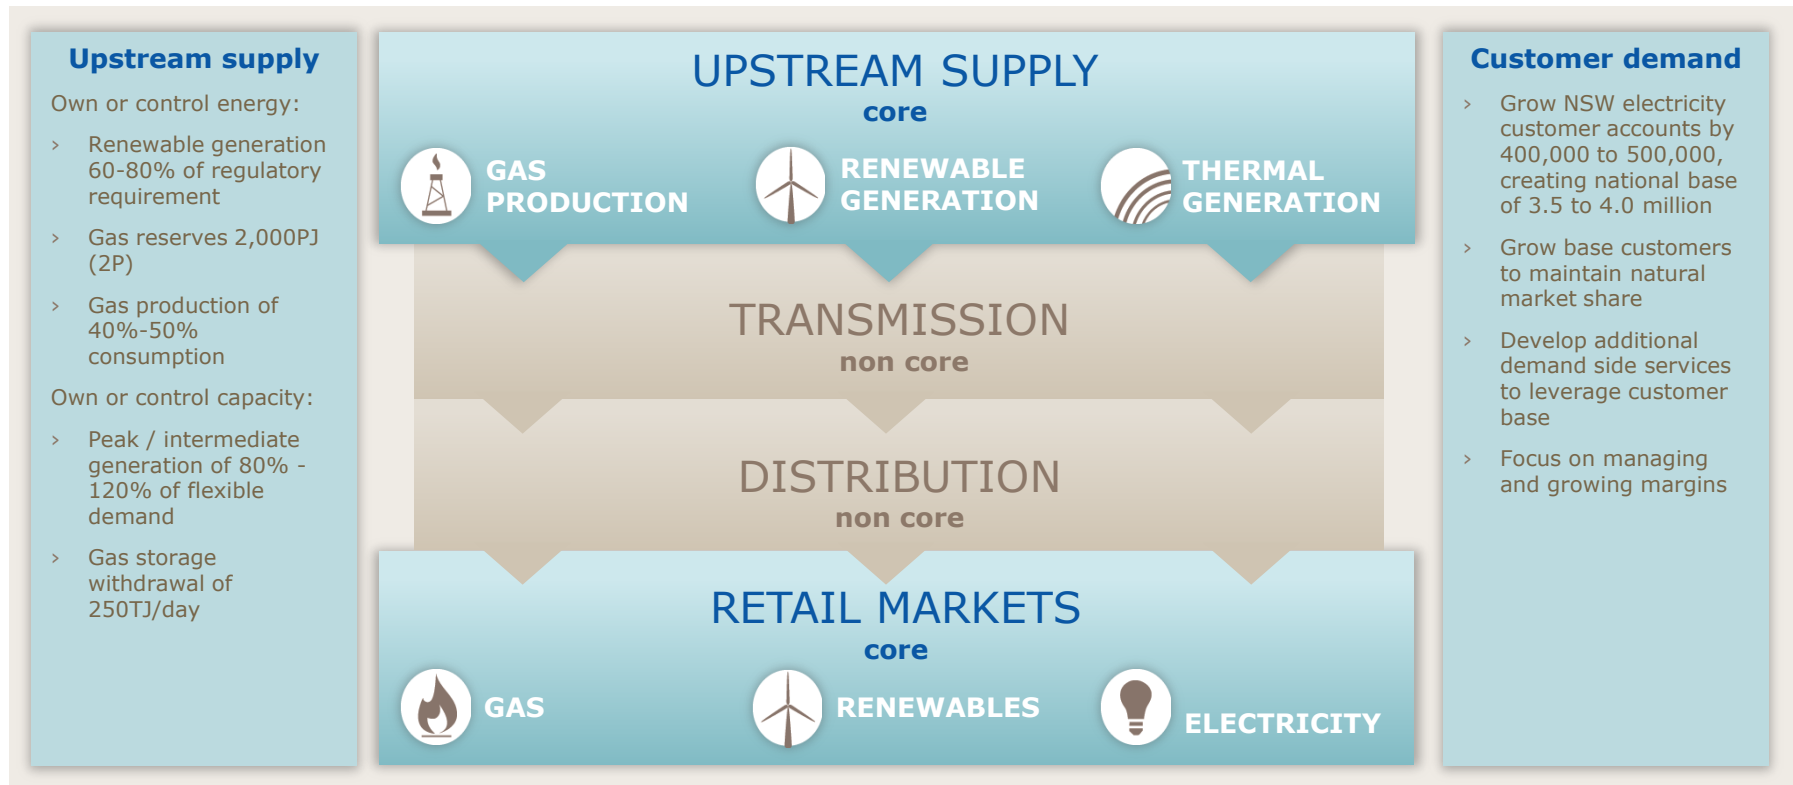 Upstream supply
Own or control energy:
› Renewable generation
60-80% of regulatory
requirement
› Gas reserves 2,000PJ
(2P)
› Gas production of
40%-50%
consumption
Own or control capacity:
› Peak / intermediate
generation of 80% -
120% of flexible
demand
› Gas storage
withdrawal of
250TJ/day
UPSTREAM SUPPLY
core
GAS
PRODUCTION
RENEWABLE
GENERATION
THERMAL
GENERATION
TRANSMISSION
non core
DISTRIBUTION
non core
RETAIL MARKETS
core
GAS
RENEWABLES
ELECTRICITY
Customer demand
› Grow NSW electricity
customer accounts by
400,000 to 500,000,
creating national base
of 3.5 to 4.0 million
› Grow base customers
to maintain natural
market share
› Develop additional
demand side services
to leverage customer
base
› Focus on managing
and growing margins